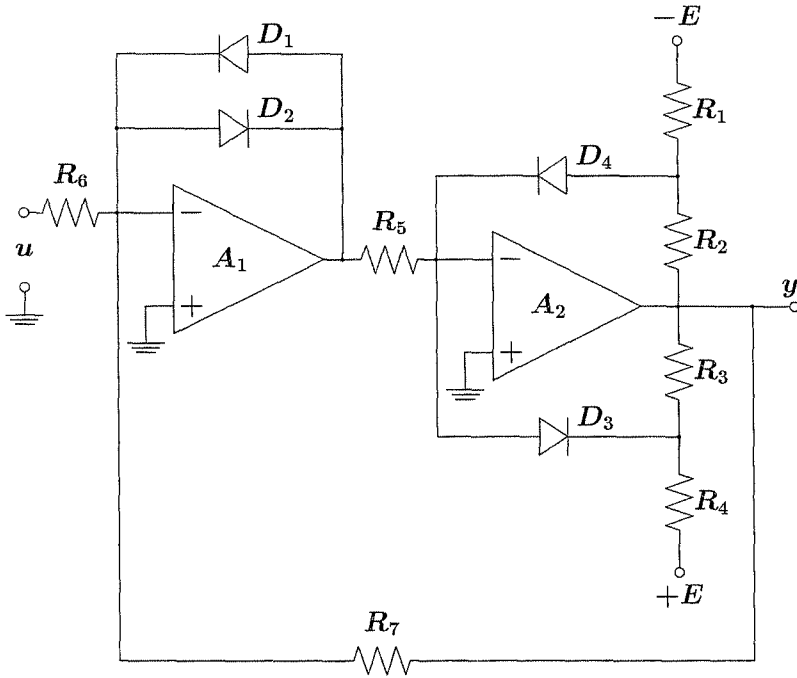 −E
D₁
D₂
R₁
D₄
R₆
R₅
R₂
−
u
A₁
−
y
+
A₂
+
R₃
D₃
R₄
+E
R₇